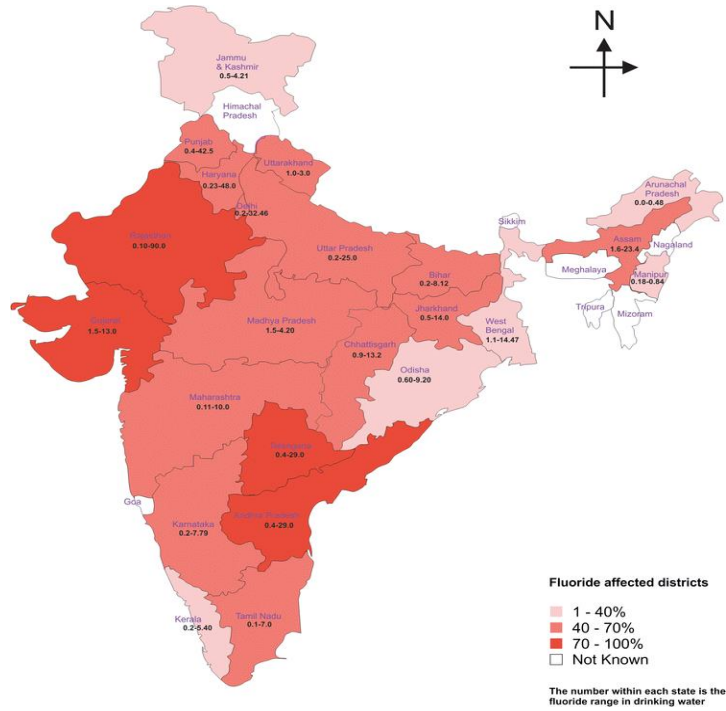 N
Jammu
& Kashmir
0.5-4.21
Himachal
Pradesh
Punjab
0.4-42.5
Uttarakhand
1.0-3.0
Haryana
0.23-48.0
Delhi
0.2-32.46
Rajasthan
0.10-90.0
Uttar Pradesh
0.2-25.0
Bihar
0.2-8.12
Sikkim
Arunachal
Pradesh
0.0-0.48
Assam
1.6-23.4
Nagaland
Meghalaya
Manipur
0.18-0.84
Tripura
Mizoram
Gujarat
1.5-13.0
Madhya Pradesh
1.5-4.20
Jharkhand
0.5-14.0
West
Bengal
1.1-14.47
Chhattisgarh
0.9-13.2
Odisha
0.60-9.20
Maharashtra
0.11-10.0
Telangana
0.4-29.0
Goa
Karnataka
0.2-7.79
Andhra Pradesh
0.4-29.0
Kerala
0.2-5.40
Tamil Nadu
0.1-7.0
Fluoride affected districts
1 - 40%
40 - 70%
70 - 100%
Not Known
The number within each state is the
fluoride range in drinking water